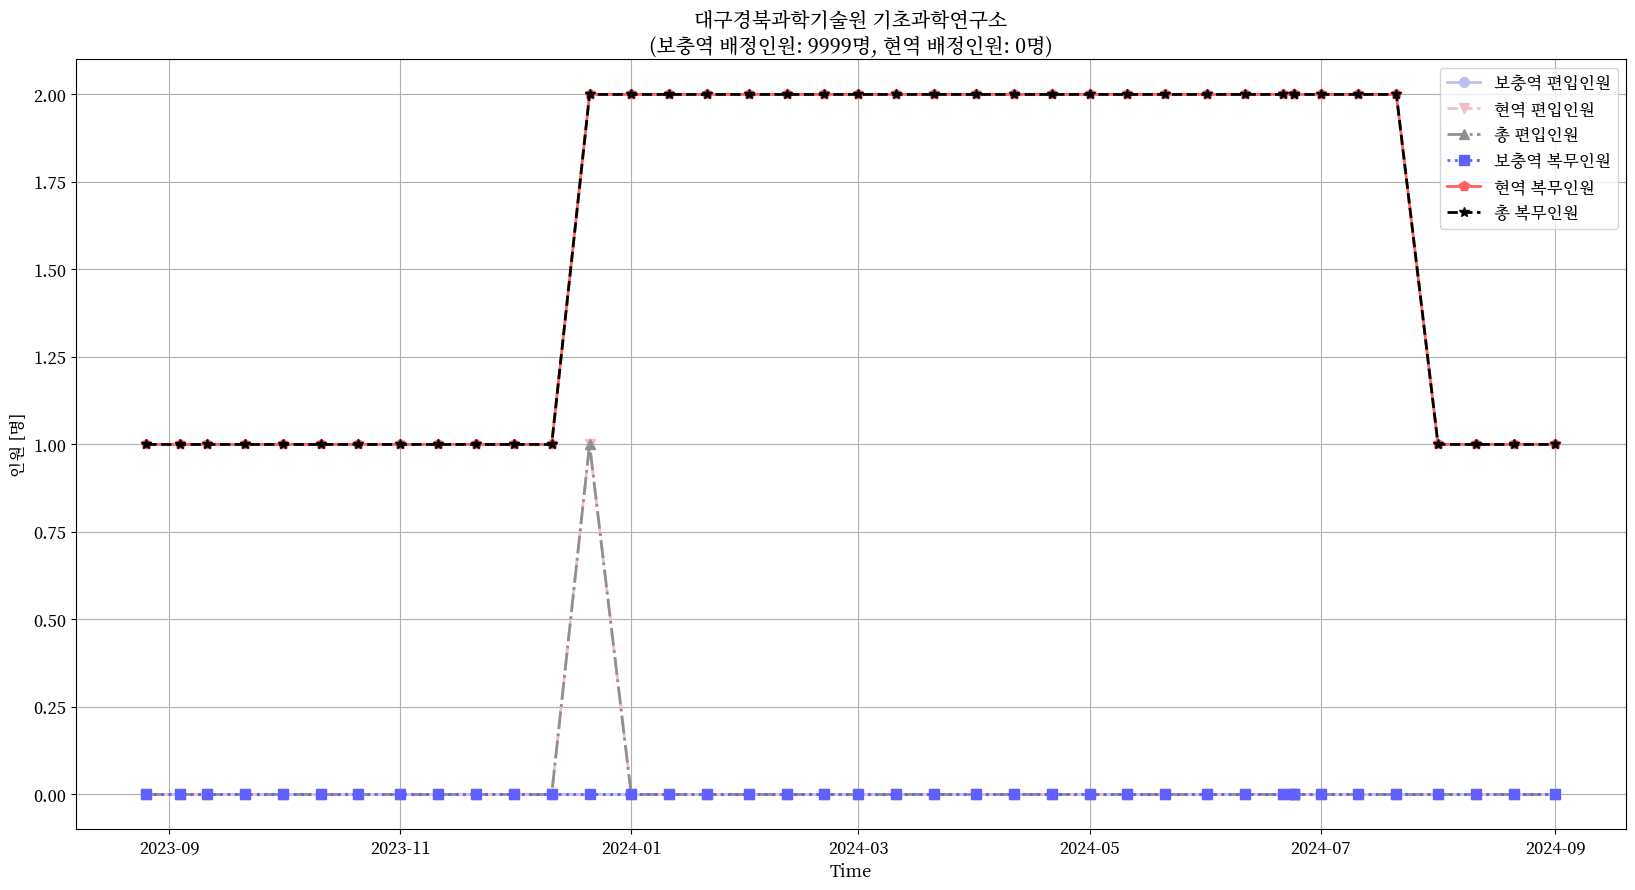 대구경북과학기술원 기초과학연구소
(보충역 배정인원: 9999명, 현역 배정인원: 0명)
보충역 편입인원
현역 편입인원
총 편입인원
보충역 복무인원
현역 복무인원
총 복무인원
인원 [명]
2.00
1.75
1.50
1.25
1.00
0.75
0.50
0.25
0.00
2023-09 2023-11 2024-01 2024-03 2024-05 2024-07 2024-09
Time